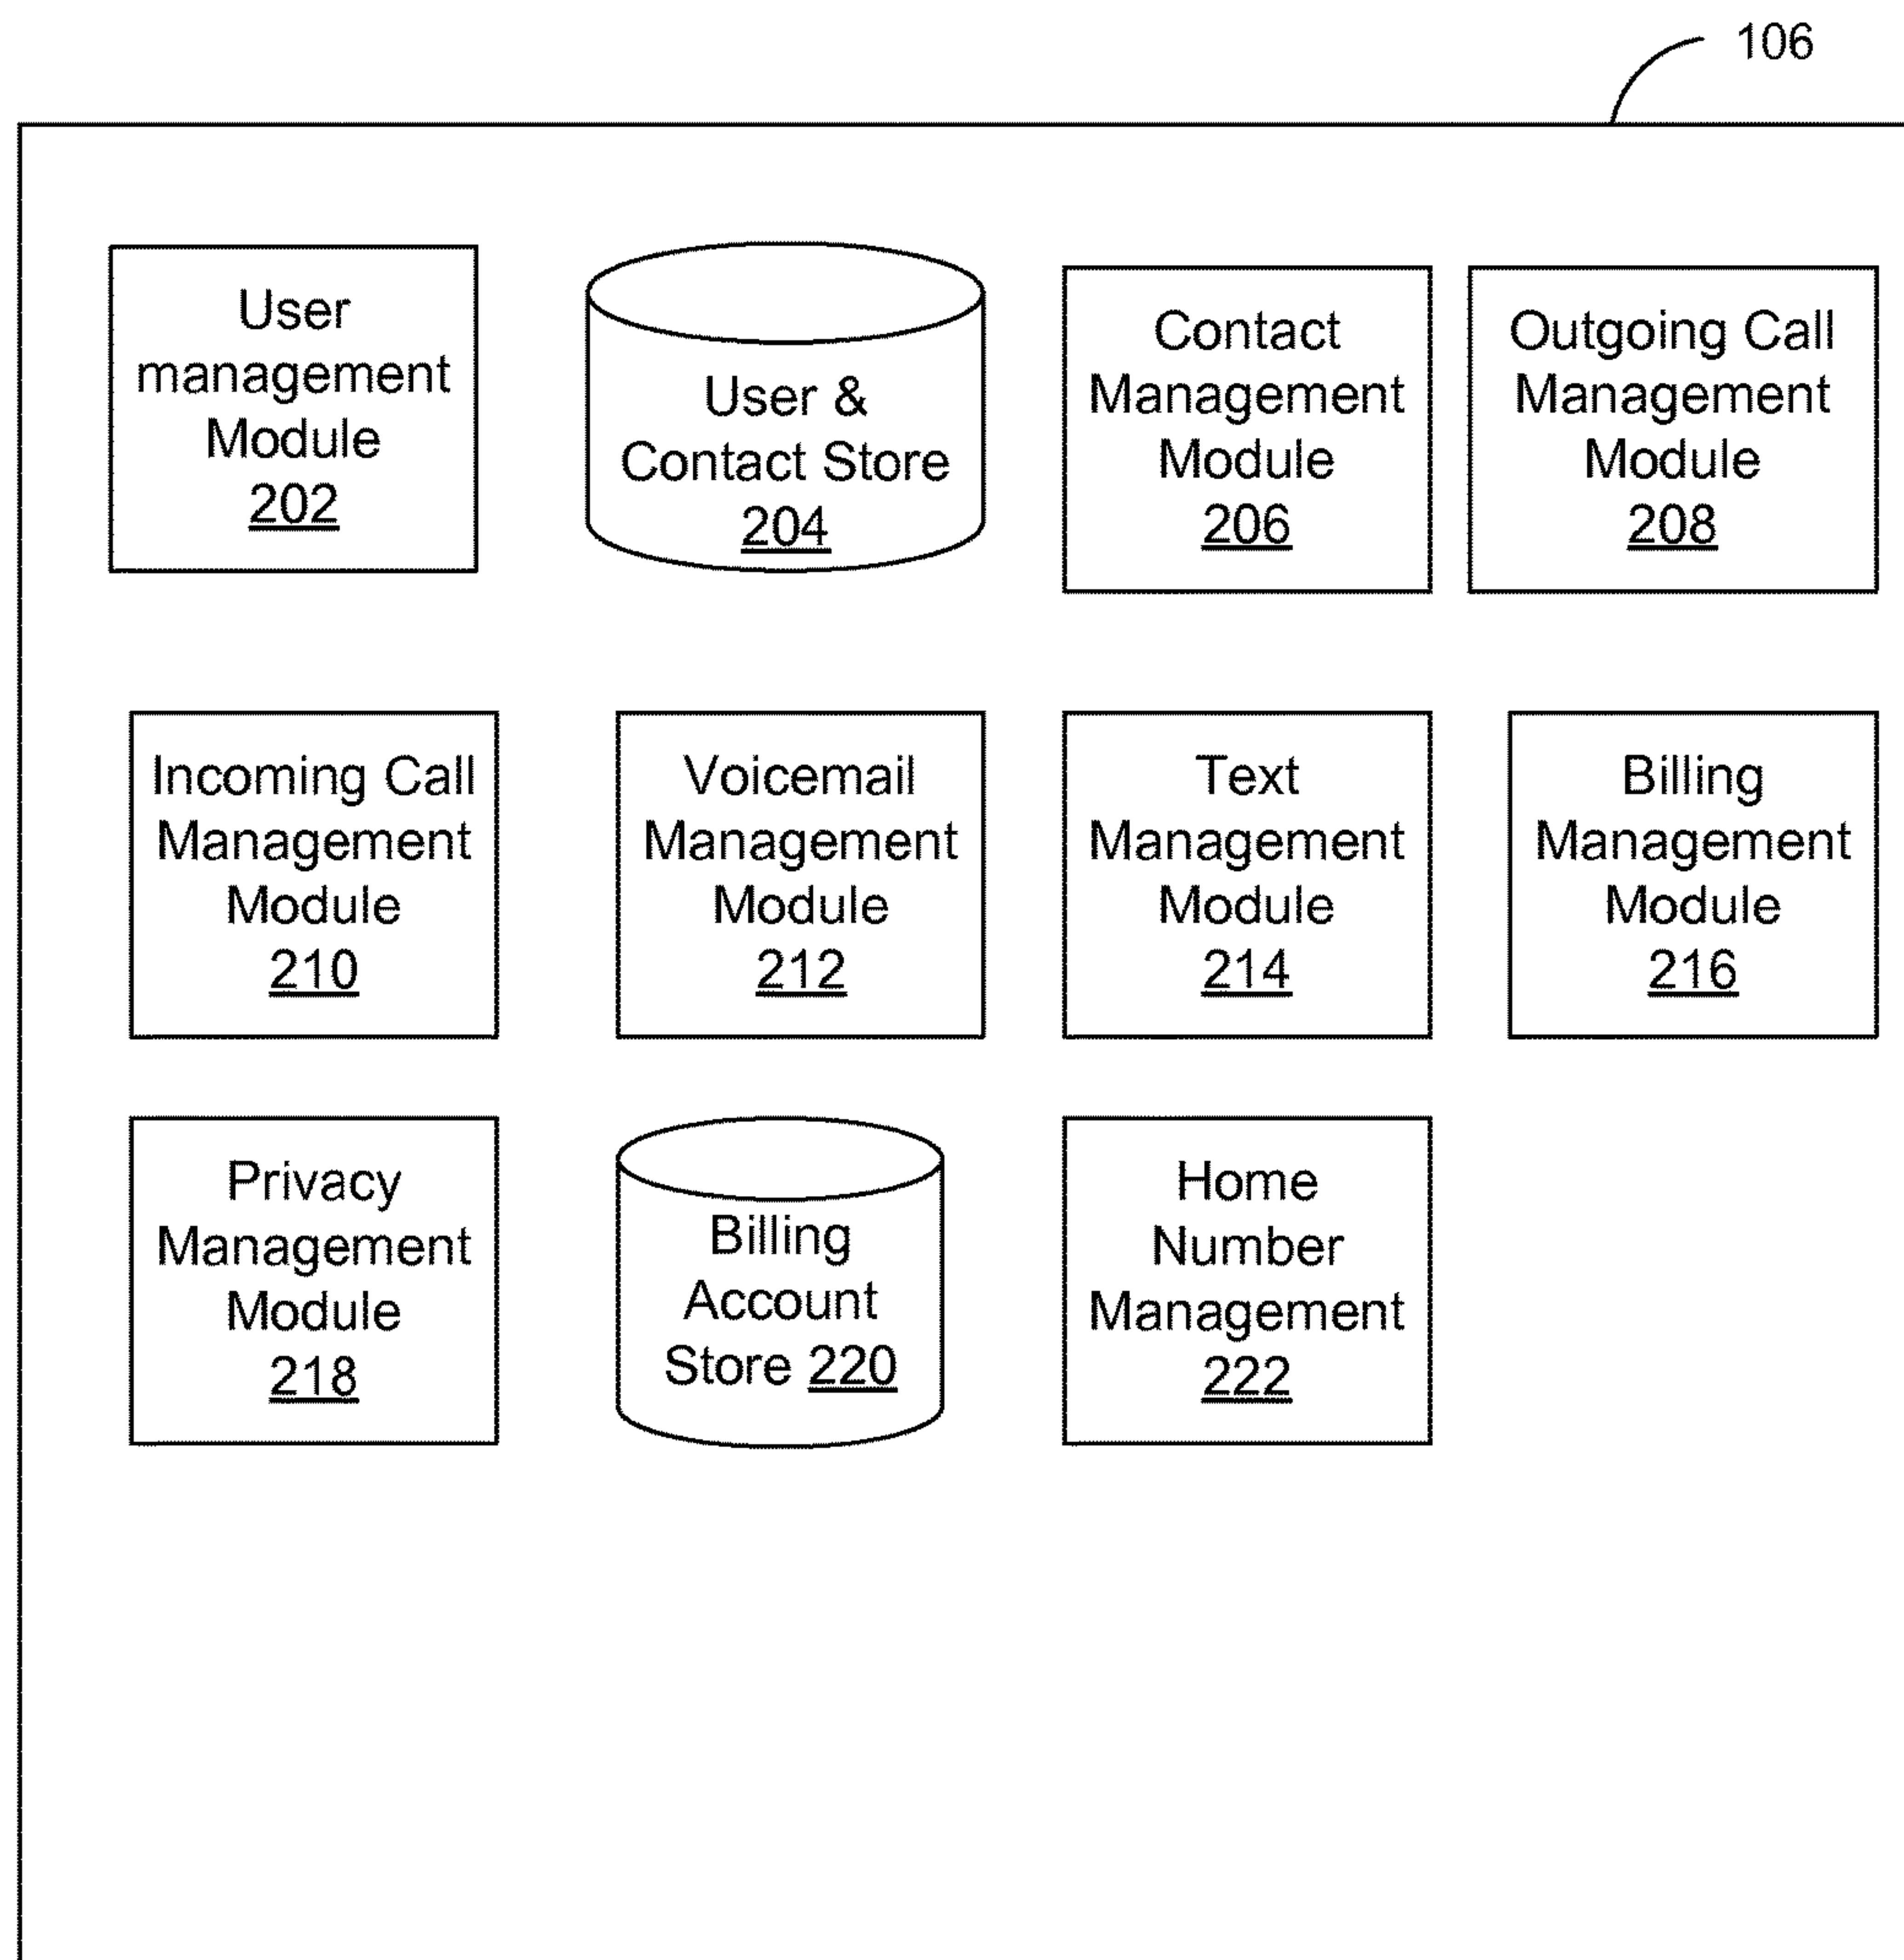 106
User
management
Module
202
User &
Contact Store
204
Contact
Management
Module
206
Outgoing Call
Management
Module
208
Incoming Call
Management
Module
210
Voicemail
Management
Module
212
Text
Management
Module
214
Billing
Management
Module
216
Privacy
Management
Module
218
Billing
Account
Store 220
Home
Number
Management
222